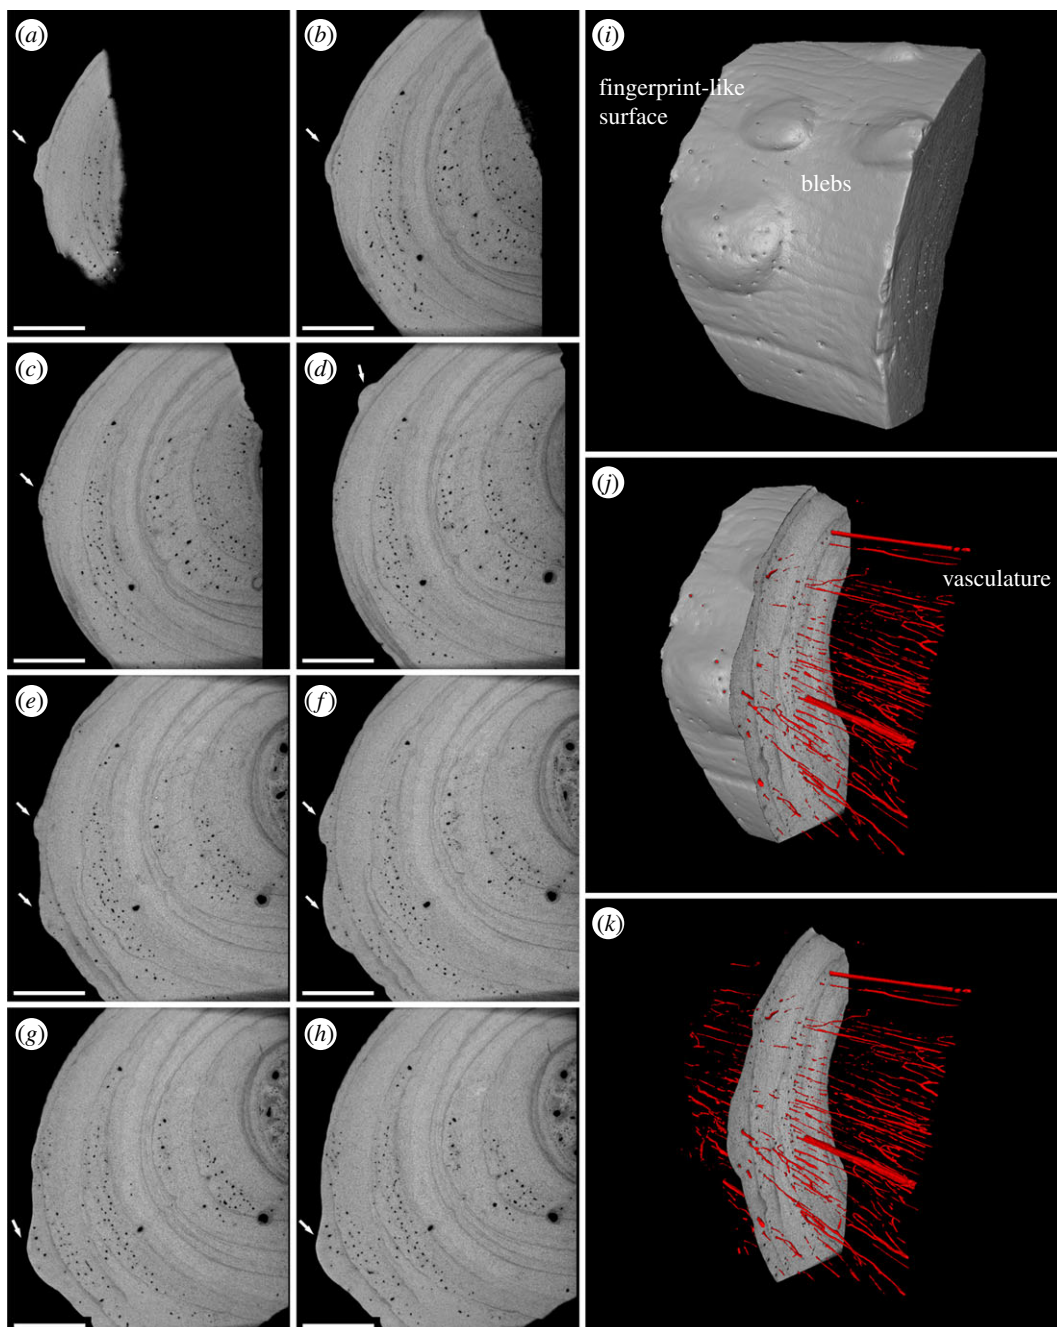 (a)
(b)
(c)
(d)
(e)
(f)
(g)
(h)
(i)
fingerprint-like
surface
blebs
(j)
vasculature
(k)